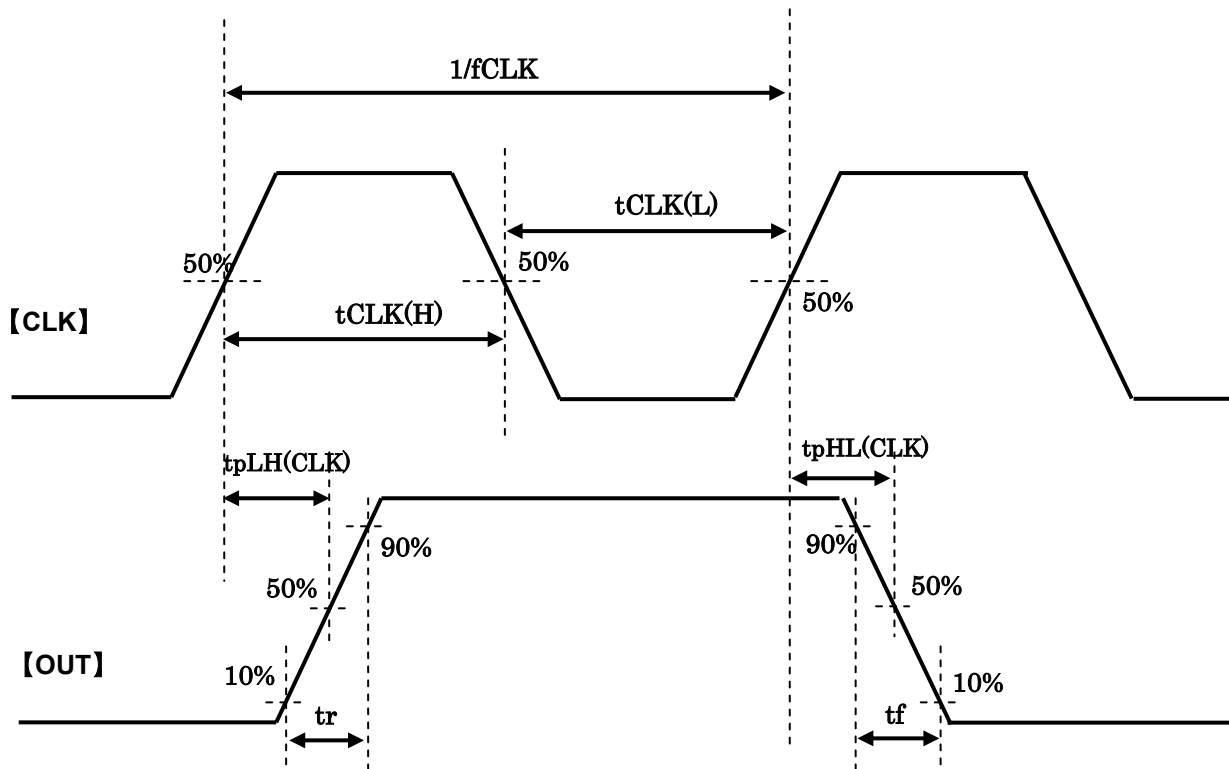 1/fCLK
tCLK(L)
50%
50%
50%
tCLK(H)
【CLK】
tpHL(CLK)
tpLH(CLK)
90%
90%
50%
50%
【OUT】
10%
10%
tr
tf